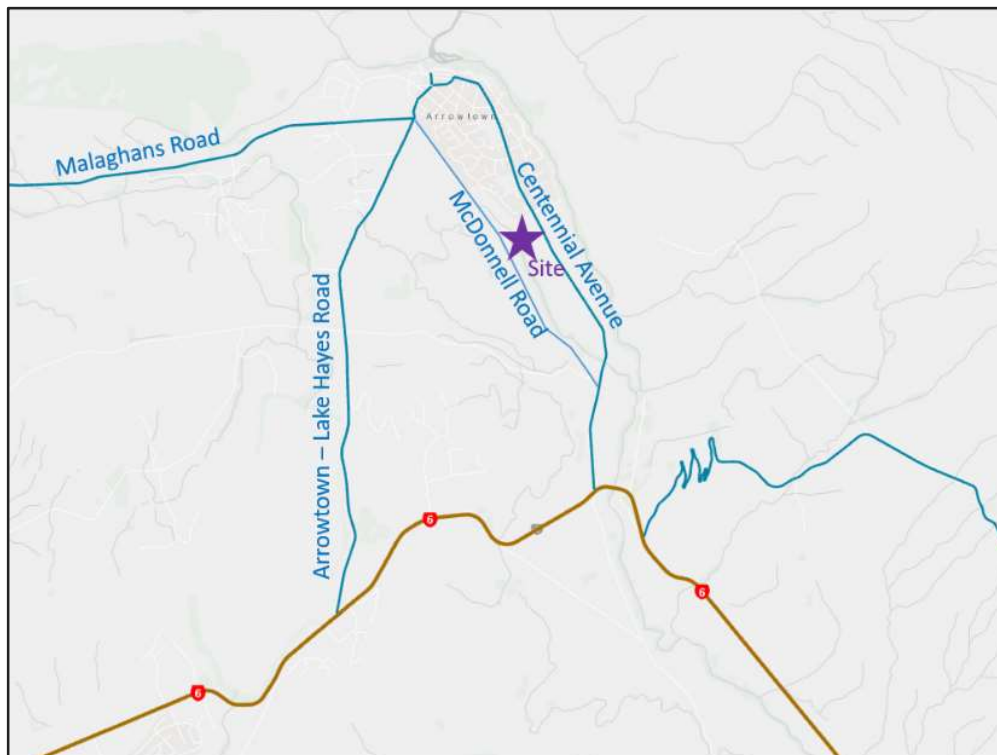 Arrowtown
Malaghans Road
Centennial Avenue
McDonnell Road
Site
Arrowtown – Lake Hayes Road
6
6
6